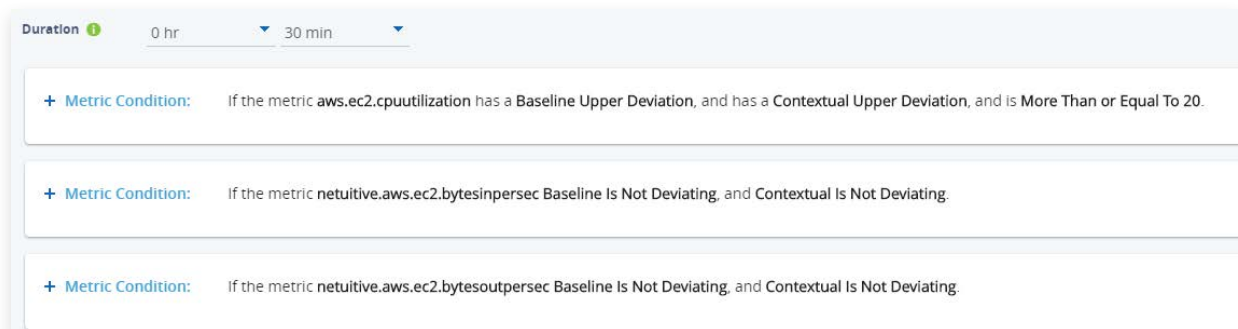 Duration
0 hr 30 min
+ Metric Condition: If the metric aws.ec2.cpuutilization has a Baseline Upper Deviation, and has a Contextual Upper Deviation, and is More Than or Equal To 20.
+ Metric Condition: If the metric netuitive.aws.ec2.bytesinpersec Baseline Is Not Deviating, and Contextual Is Not Deviating.
+ Metric Condition: If the metric netuitive.aws.ec2.bytesoutpersec Baseline Is Not Deviating, and Contextual Is Not Deviating.